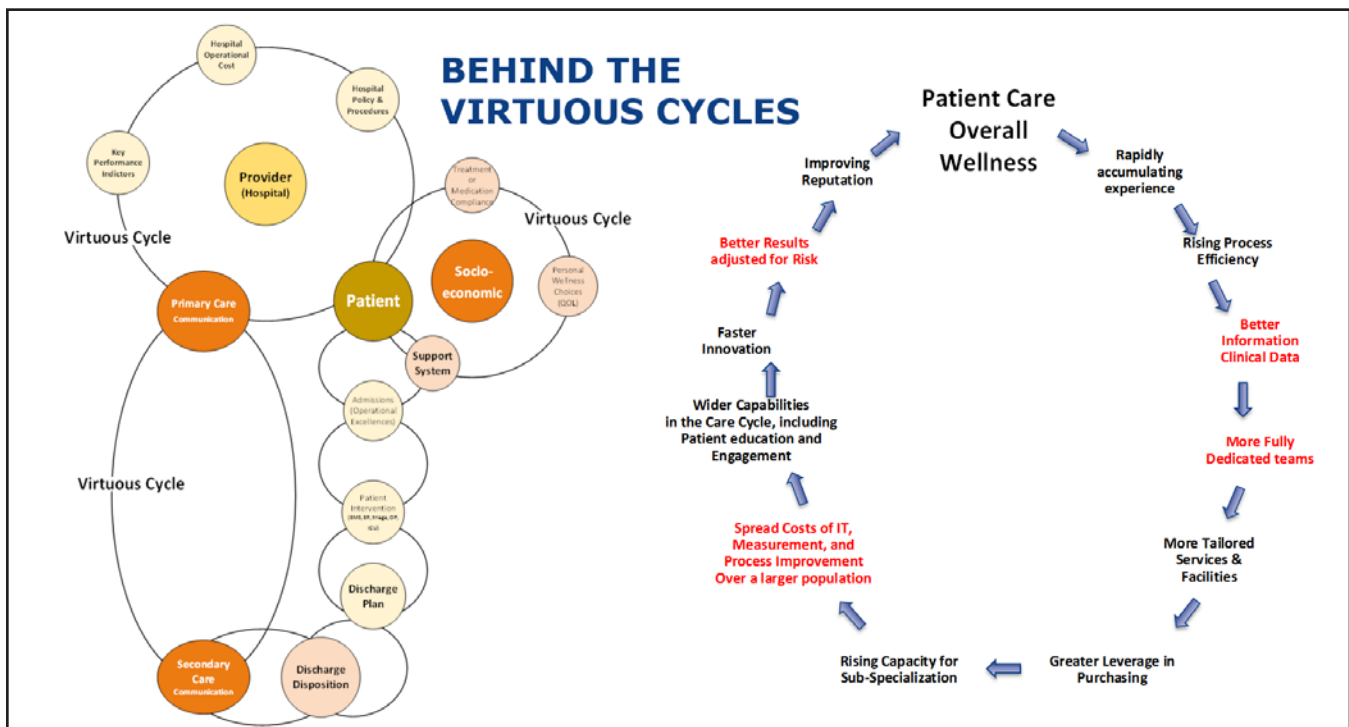 BEHIND THE
VIRTUOUS CYCLES
Hospital
Operational
Cost
Hospital
Policy &
Procedures
Key
Performance
Indictors
Provider
(Hospital)
Virtuous Cycle
Treatment
or
Medication
Compliance
Virtuous Cycle
Socio-
economic
Personal
Wellness
Choices
(QOL)
Primary Care
Communication
Patient
Support
System
Admissions
(Operational
Excellences)
Virtuous Cycle
Patient
Intervention
Discharge
Plan
Secondary
Care
Communication
Discharge
Disposition
Patient Care
Overall
Wellness
Rapidly
accumulating
experience
Rising Process
Efficiency
Better
Information
Clinical Data
More Fully
Dedicated teams
More Tailored
Services &
Facilities
Greater Leverage in
Purchasing
Rising Capacity for
Sub-Specialization
Spread Costs of IT,
Measurement, and
Process Improvement
Over a larger population
Wider Capabilities
in the Care Cycle, including
Patient education and
Engagement
Faster
Innovation
Better Results
adjusted for Risk
Improving
Reputation